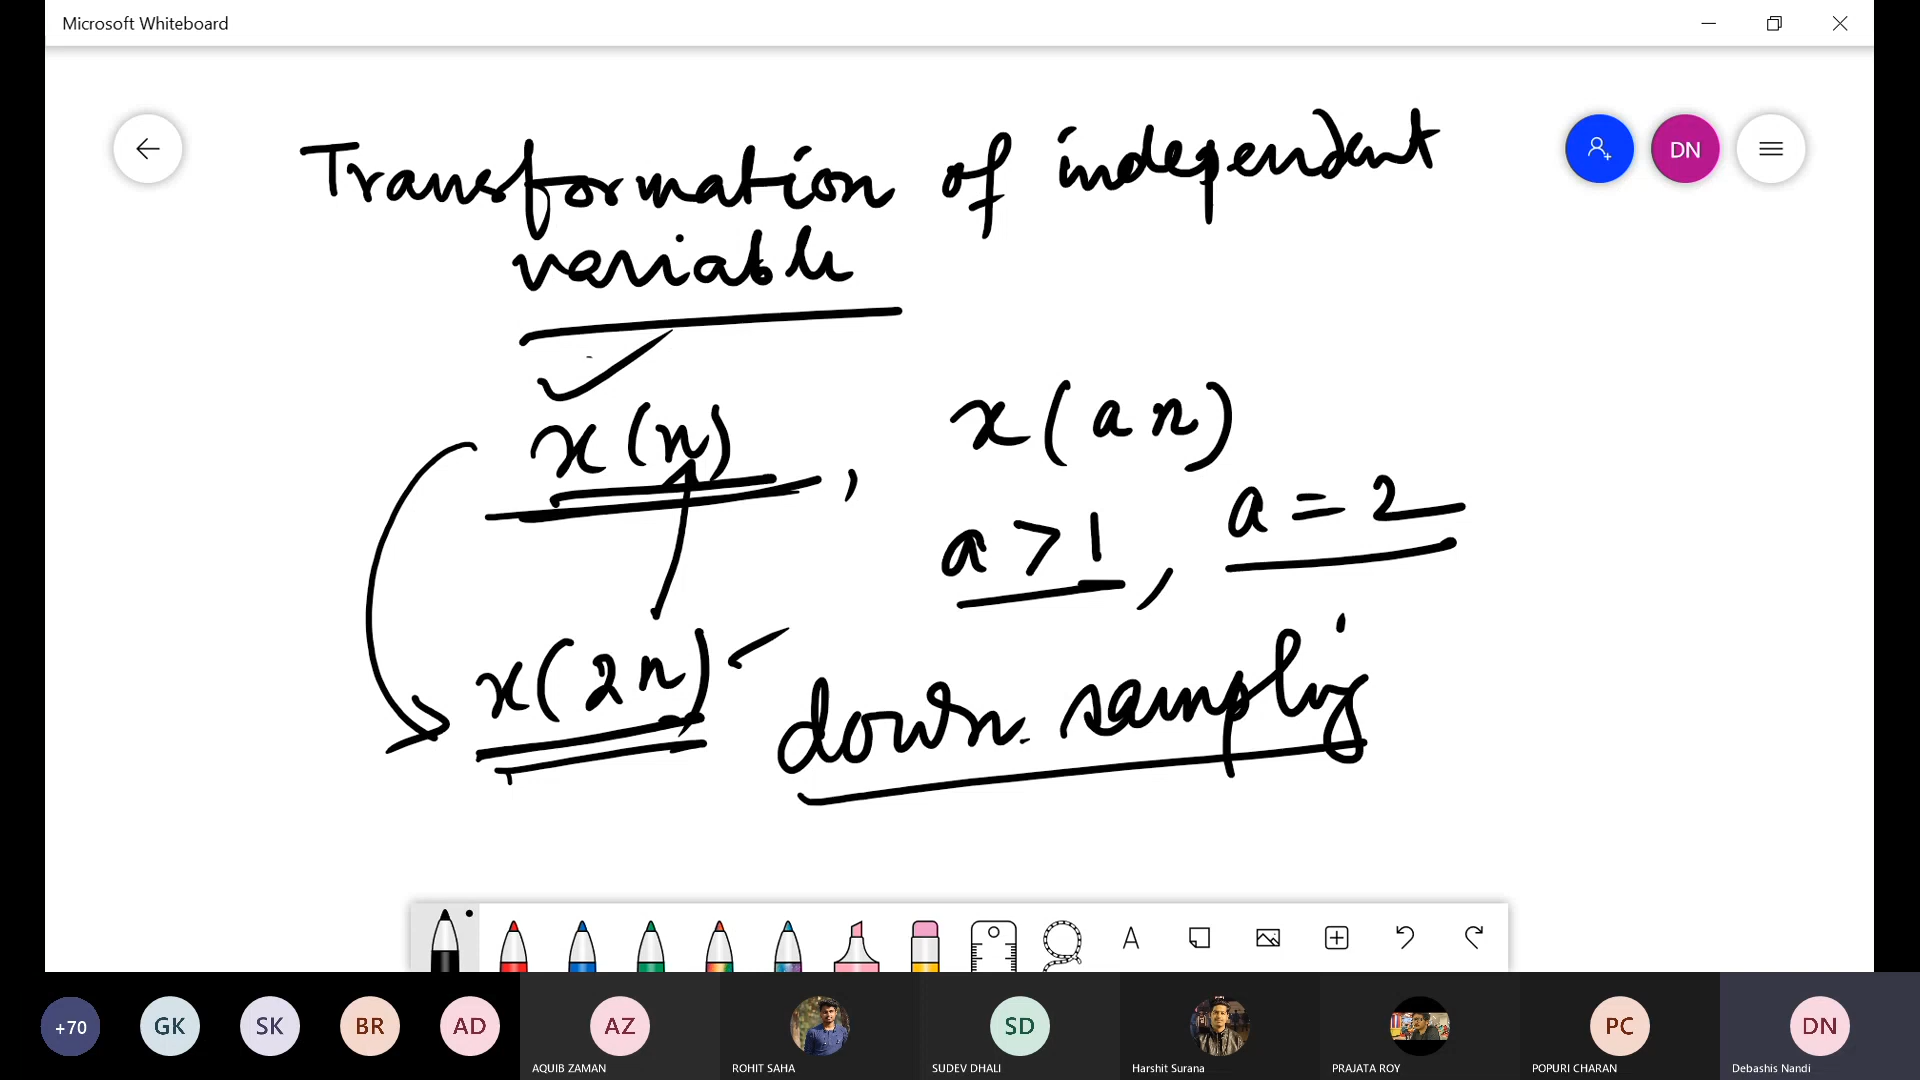 Microsoft Whiteboard
DN
Transformation of independent
variable
x(n), x(an)
a > 1, a = 2
x(2n) down sampling
A
+70 GK SK BR AD AZ SD PC DN
AQUIB ZAMAN ROHIT SAHA SUDEV DHALI Harshit Surana PRAJATA ROY POPURI CHARAN Debashis Nandi